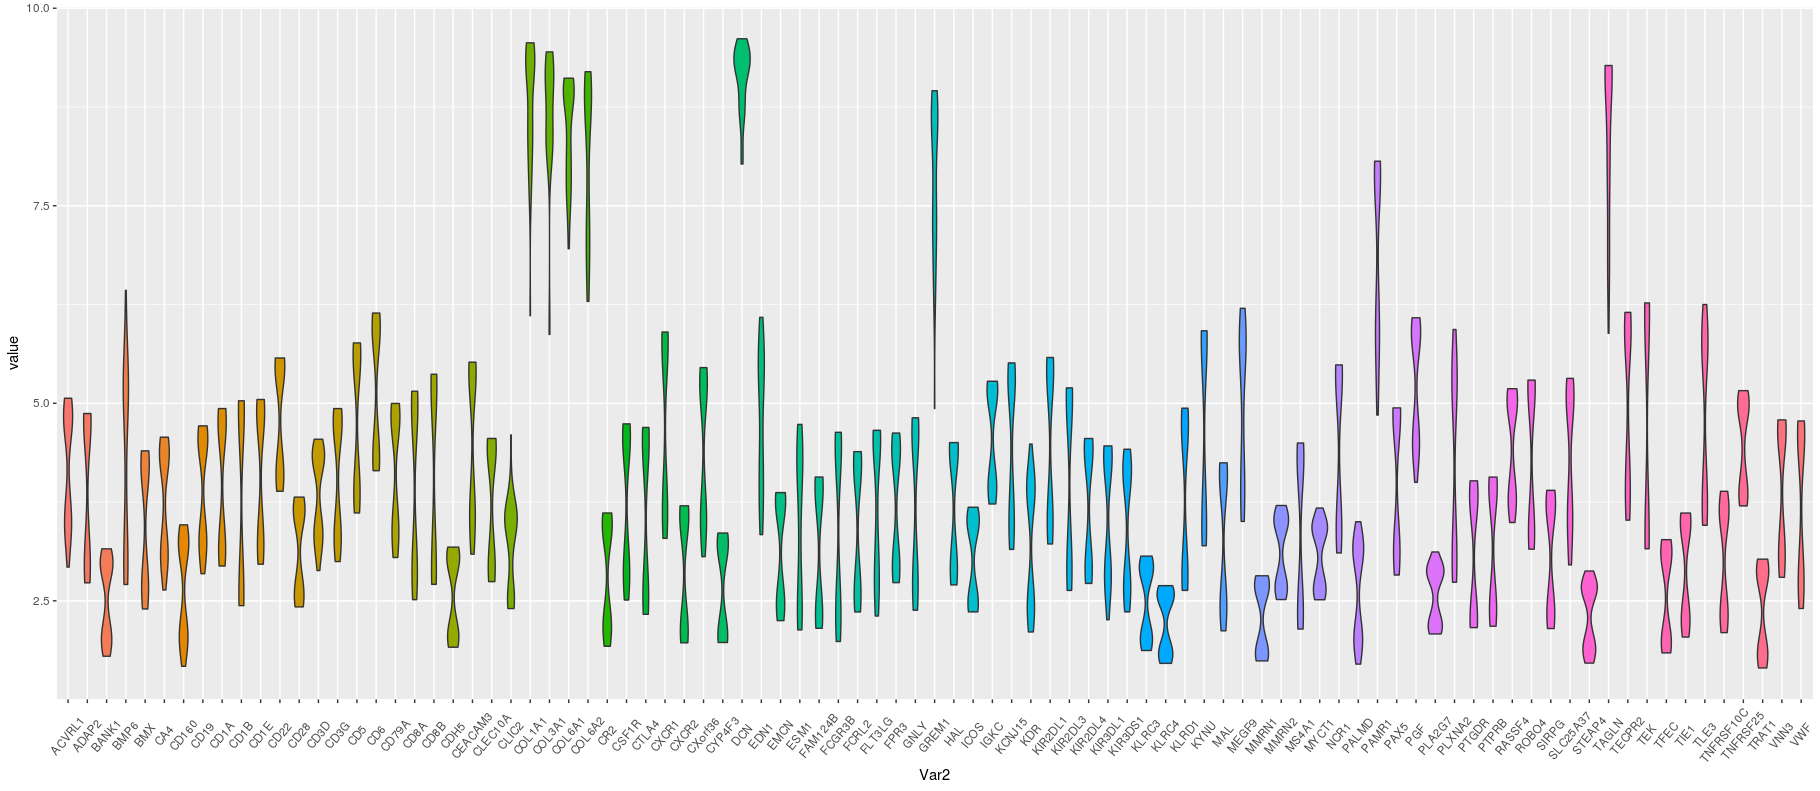 10.0
7.5
5.0
2.5
value
ACVRL1
ADAP2
BANK1
BMP6
BMX
CA4
CD160
CD19
CD1A
CD1B
CD1E
CD22
CD28
CD3D
CD3G
CD5
CD6
CD79A
CD8A
CD8B
CDH5
CEACAM3
CLEC10A
CLIC2
COL1A1
COL3A1
COL6A1
COL6A2
CR2
CSF1R
CTLA4
CXCR1
CXCR2
CXorf36
CYP4F3
DCN
EDN1
EMCN
ESM1
FAM124B
FCGR3B
FCRL2
FLT3LG
FPR3
GNLY
GREM1
HAL
ICOS
IGKC
KCNJ15
KDR
KIR2DL1
KIR2DL3
KIR2DL4
KIR3DL1
KIR3DS1
KLRC3
KLRC4
KLRD1
KYNU
MAL
MEGF9
MMRN1
MMRN2
MS4A1
MYCT1
NCR1
PALMD
PAMR1
PAX5
PGF
PLA2G7
PLXNA2
PTGDR
PTPRB
RASSF4
ROBO4
SIRPG
SLC25A37
STEAP4
TAGLN
TECPR2
TEK
TFEC
TIE1
TLE3
TNFRSF10C
TNFRSF25
TRAT1
VNN3
VWF
Var2